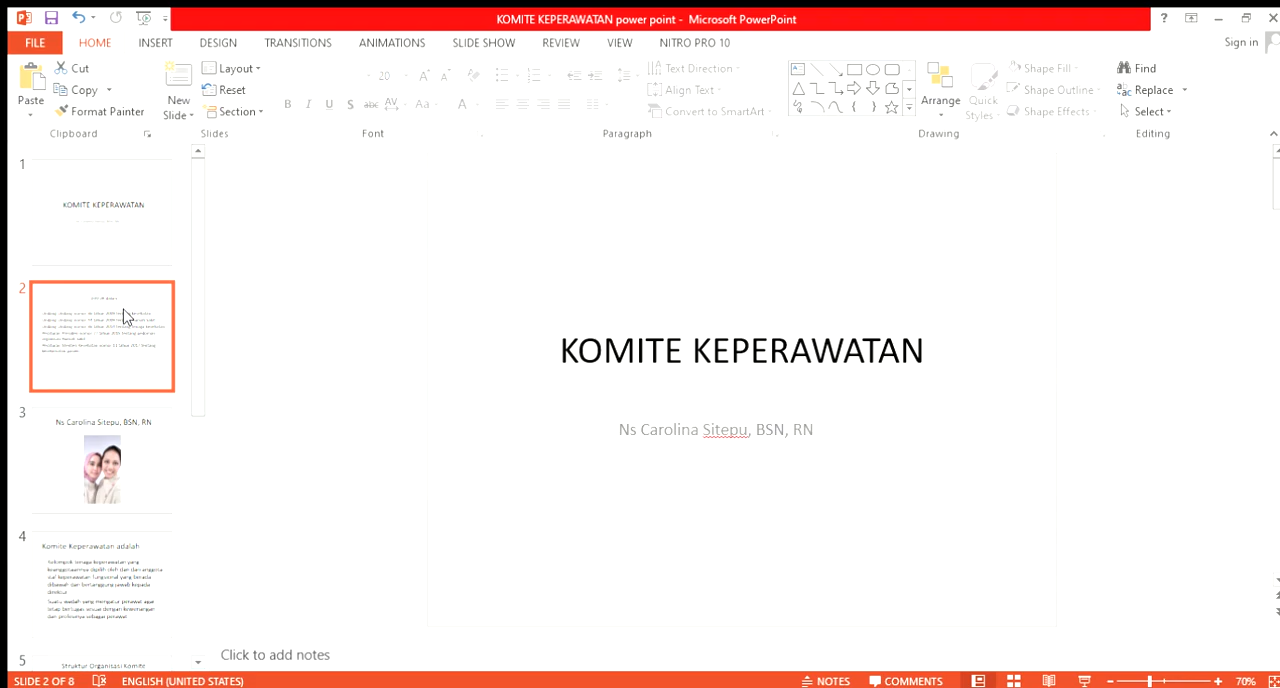 KOMITE KEPERAWATAN power point - Microsoft PowerPoint
?
FILE HOME INSERT DESIGN TRANSITIONS ANIMATIONS SLIDE SHOW REVIEW VIEW NITRO PRO 10 Sign in
Paste
Cut
Copy
Format Painter
Clipboard
New
Slide
Layout
Reset
Section
Slides
20
B I U S abc AV Aa A
Font
Paragraph
Text Direction
Align Text
Convert to SmartArt
Arrange
Quick
Styles
Shape Fill
Shape Outline
Shape Effects
Drawing
Find
Replace
Select
Editing
1
KOMITE KEPERAWATAN
2
3
Ns Carolina Sitepu, BSN, RN
4
Komite Keperawatan adalah
5
Struktur Organisasi Komite
KOMITE KEPERAWATAN
Ns Carolina Sitepu, BSN, RN
Click to add notes
SLIDE 2 OF 8 ENGLISH (UNITED STATES) NOTES COMMENTS 70%